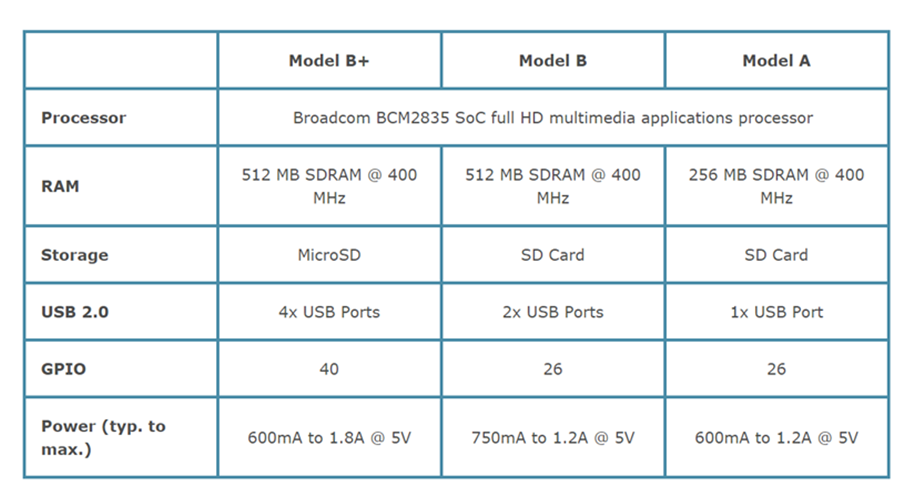 Model B+ Model B Model A
Processor Broadcom BCM2835 SoC full HD multimedia applications processor
RAM 512 MB SDRAM @ 400 MHz 512 MB SDRAM @ 400 MHz 256 MB SDRAM @ 400 MHz
Storage MicroSD SD Card SD Card
USB 2.0 4x USB Ports 2x USB Ports 1x USB Port
GPIO 40 26 26
Power (typ. to max.) 600mA to 1.8A @ 5V 750mA to 1.2A @ 5V 600mA to 1.2A @ 5V